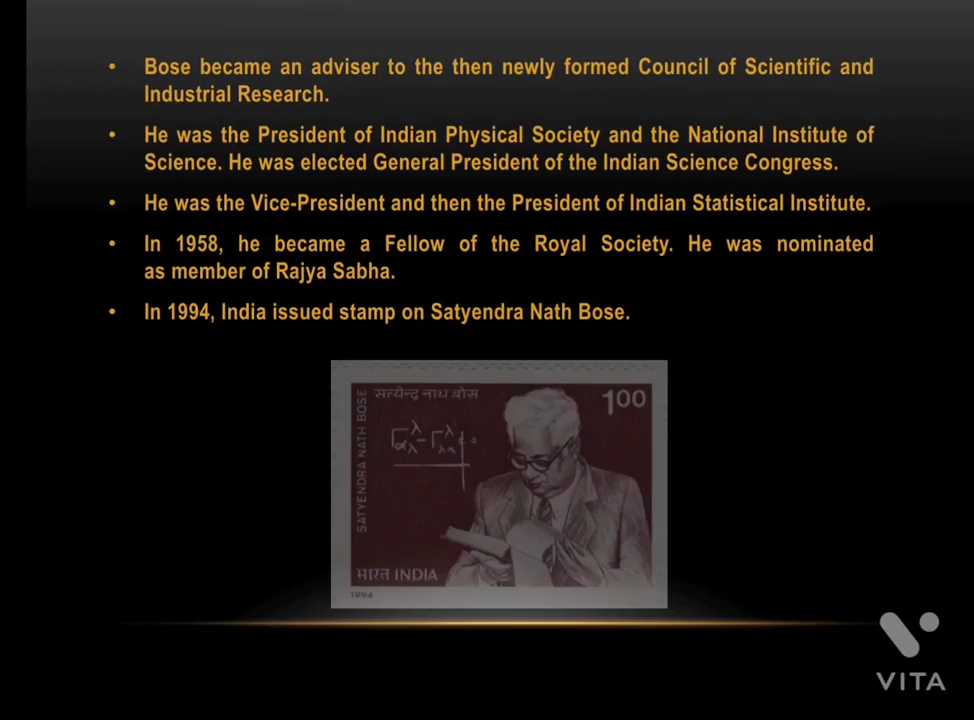 • Bose became an adviser to the then newly formed Council of Scientific and
Industrial Research.
• He was the President of Indian Physical Society and the National Institute of
Science. He was elected General President of the Indian Science Congress.
• He was the Vice-President and then the President of Indian Statistical Institute.
• In 1958, he became a Fellow of the Royal Society. He was nominated
as member of Rajya Sabha.
• In 1994, India issued stamp on Satyendra Nath Bose.
सत्येन्द्र नाथ बोस
100
SATYENDRA NATH BOSE
भारत INDIA
1994
VITA